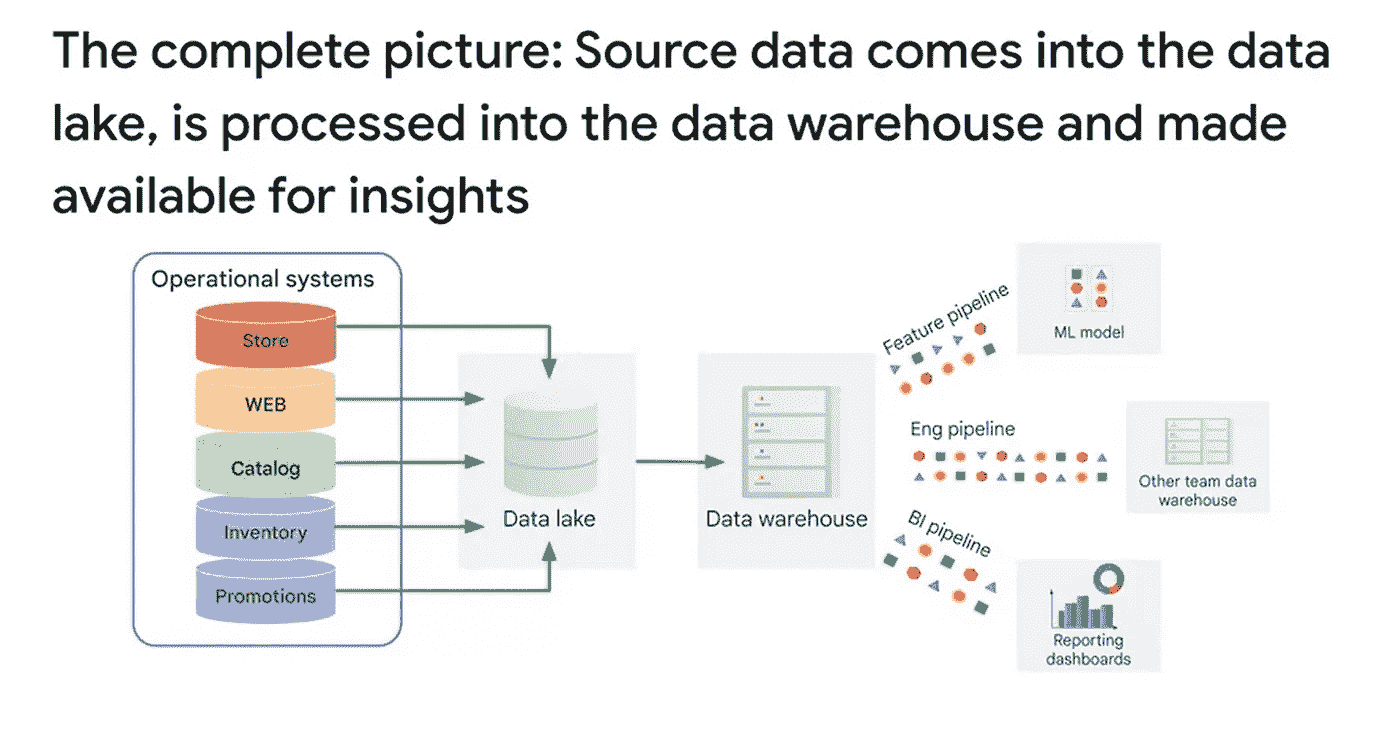 The complete picture: Source data comes into the data
lake, is processed into the data warehouse and made
available for insights
Operational systems
Store
WEB
Catalog
Inventory
Promotions
Data lake
Data warehouse
Feature pipeline
ML model
Eng pipeline
Other team data
warehouse
BI pipeline
Reporting
dashboards